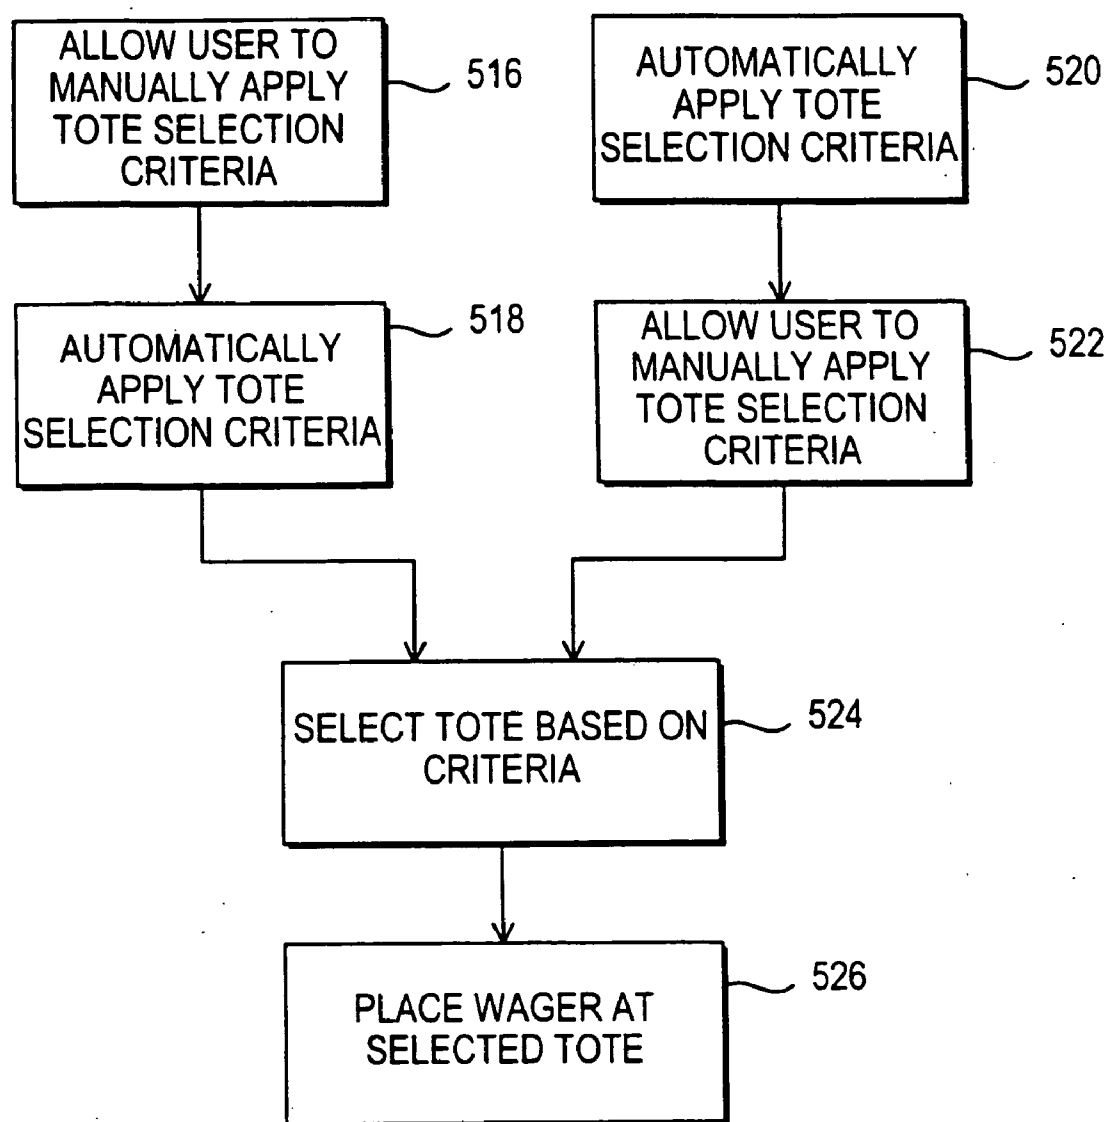 ALLOW USER TO
MANUALLY APPLY
TOTE SELECTION
CRITERIA
516
AUTOMATICALLY
APPLY TOTE
SELECTION CRITERIA
520
AUTOMATICALLY
APPLY TOTE
SELECTION CRITERIA
518
ALLOW USER TO
MANUALLY APPLY
TOTE SELECTION
CRITERIA
522
SELECT TOTE BASED ON
CRITERIA
524
PLACE WAGER AT
SELECTED TOTE
526